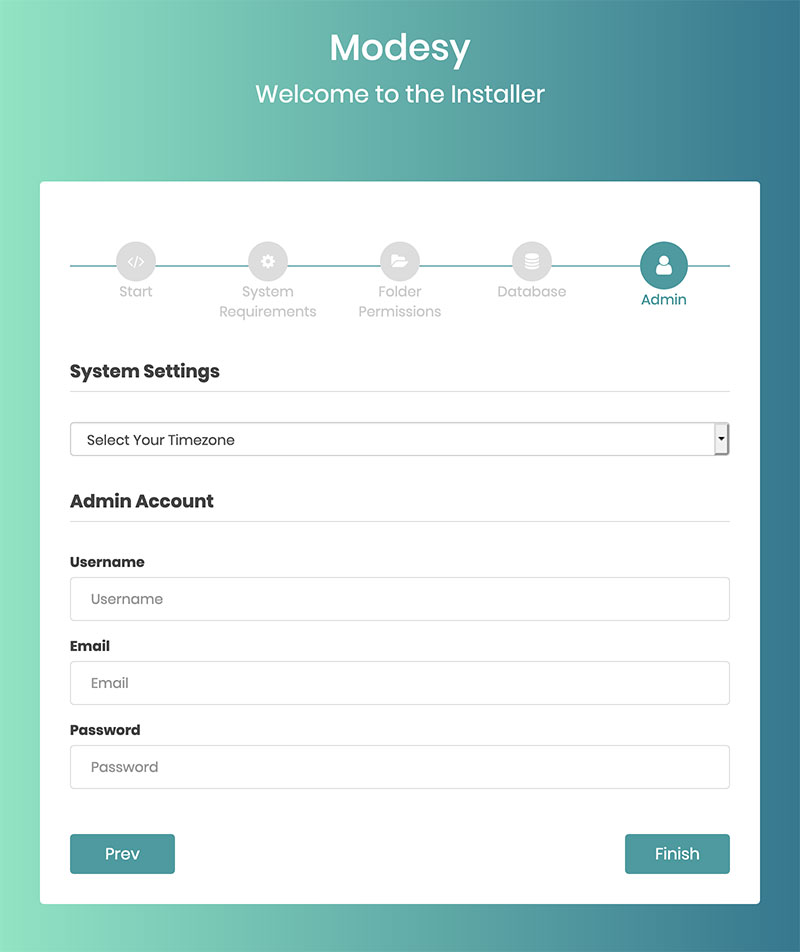 Modesy
Welcome to the Installer
Start
System
Requirements
Folder
Permissions
Database
Admin
System Settings
Select Your Timezone
Admin Account
Username
Username
Email
Email
Password
Password
Prev
Finish